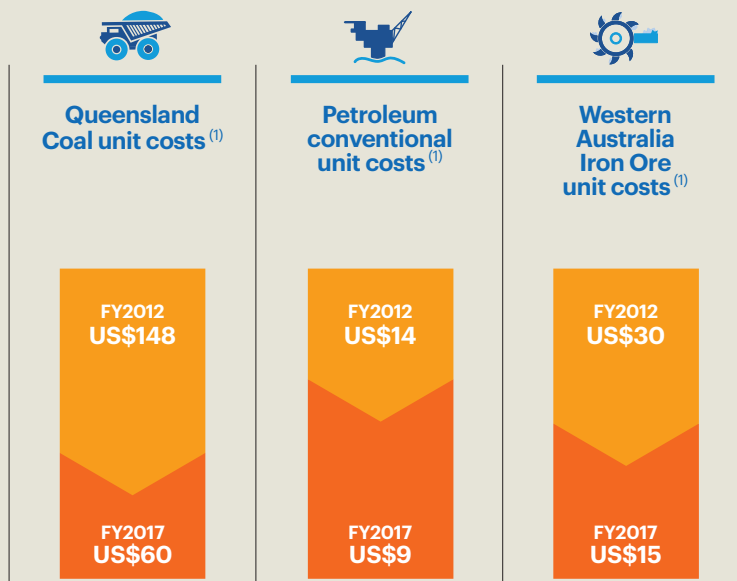 Queensland
Coal unit costs (1)
FY2012
US$148
FY2017
US$60
Petroleum
conventional
unit costs (1)
FY2012
US$14
FY2017
US$9
Western
Australia
Iron Ore
unit costs (1)
FY2012
US$30
FY2017
US$15